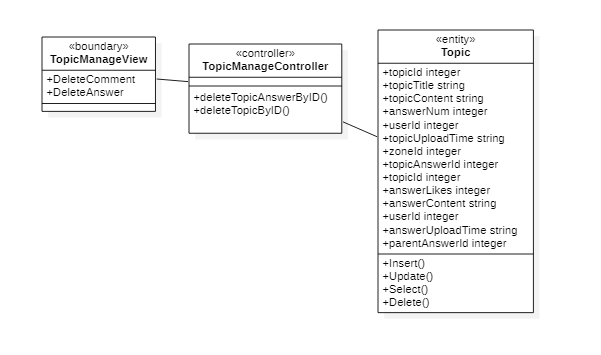 «boundary»
TopicManageView
+DeleteComment
+DeleteAnswer
«controller»
TopicManageController
+deleteTopicAnswerByID()
+deleteTopicByID()
«entity»
Topic
+topicId integer
+topicTitle string
+topicContent string
+answerNum integer
+userId integer
+topicUploadTime string
+zoneId integer
+topicAnswerId integer
+topicId integer
+answerLikes integer
+answerContent string
+userId integer
+answerUploadTime string
+parentAnswerId integer
+Insert()
+Update()
+Select()
+Delete()